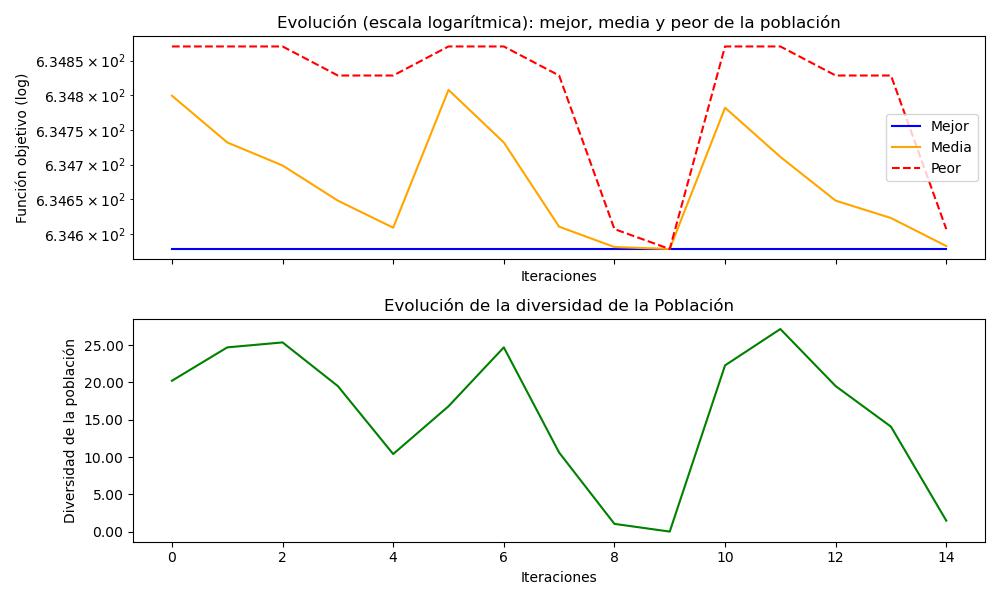 Evolución (escala logarítmica): mejor, media y peor de la población
Función objetivo (log)
6.3485 × 10²
6.348 × 10²
6.3475 × 10²
6.347 × 10²
6.3465 × 10²
6.346 × 10²
Mejor
Media
Peor
Iteraciones
Evolución de la diversidad de la Población
Diversidad de la población
25.00
20.00
15.00
10.00
5.00
0.00
0 2 4 6 8 10 12 14
Iteraciones